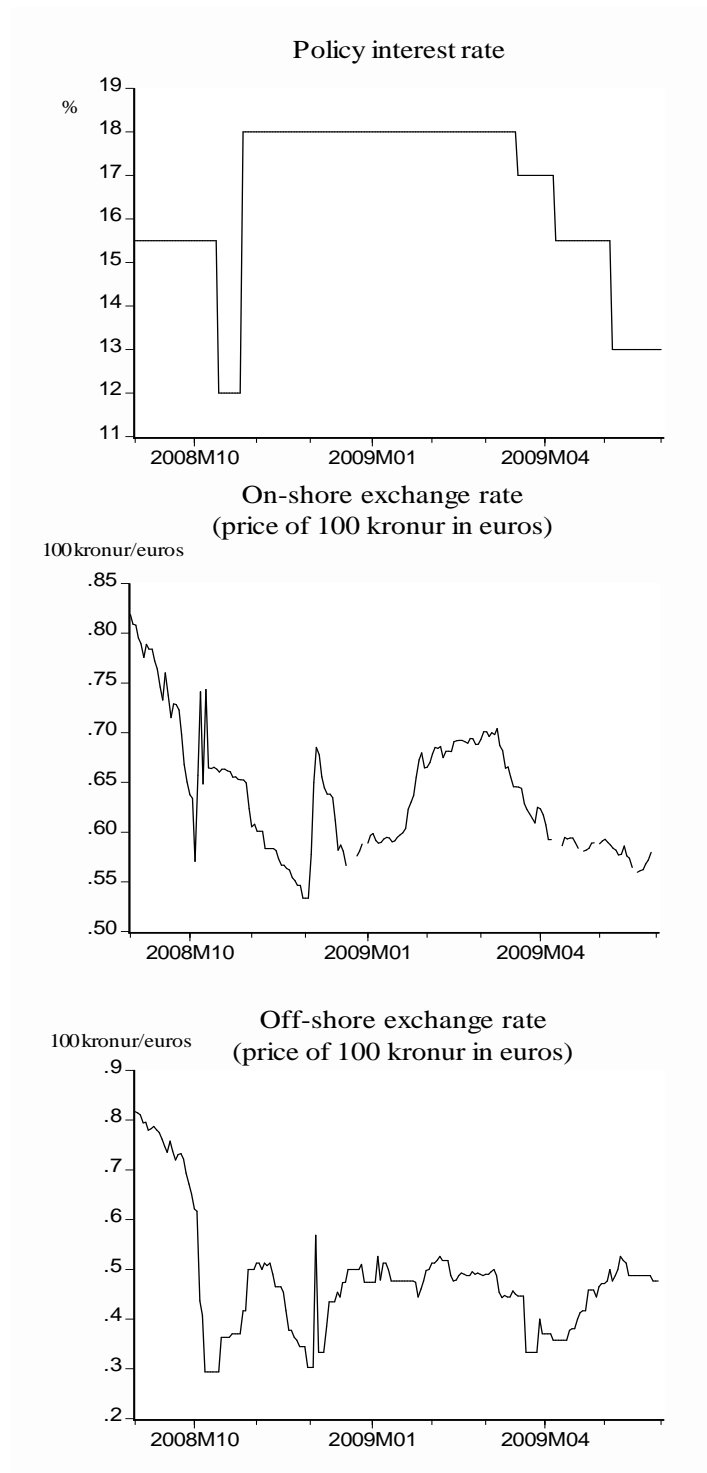 Policy interest rate
%
19
18
17
16
15
14
13
12
11
2008M10 2009M01 2009M04
On-shore exchange rate
(price of 100 kronur in euros)
100kronur/euros
.85
.80
.75
.70
.65
.60
.55
.50
2008M10 2009M01 2009M04
Off-shore exchange rate
100kronur/euros
(price of 100 kronur in euros)
.9
.8
.7
.6
.5
.4
.3
.2
2008M10 2009M01 2009M04